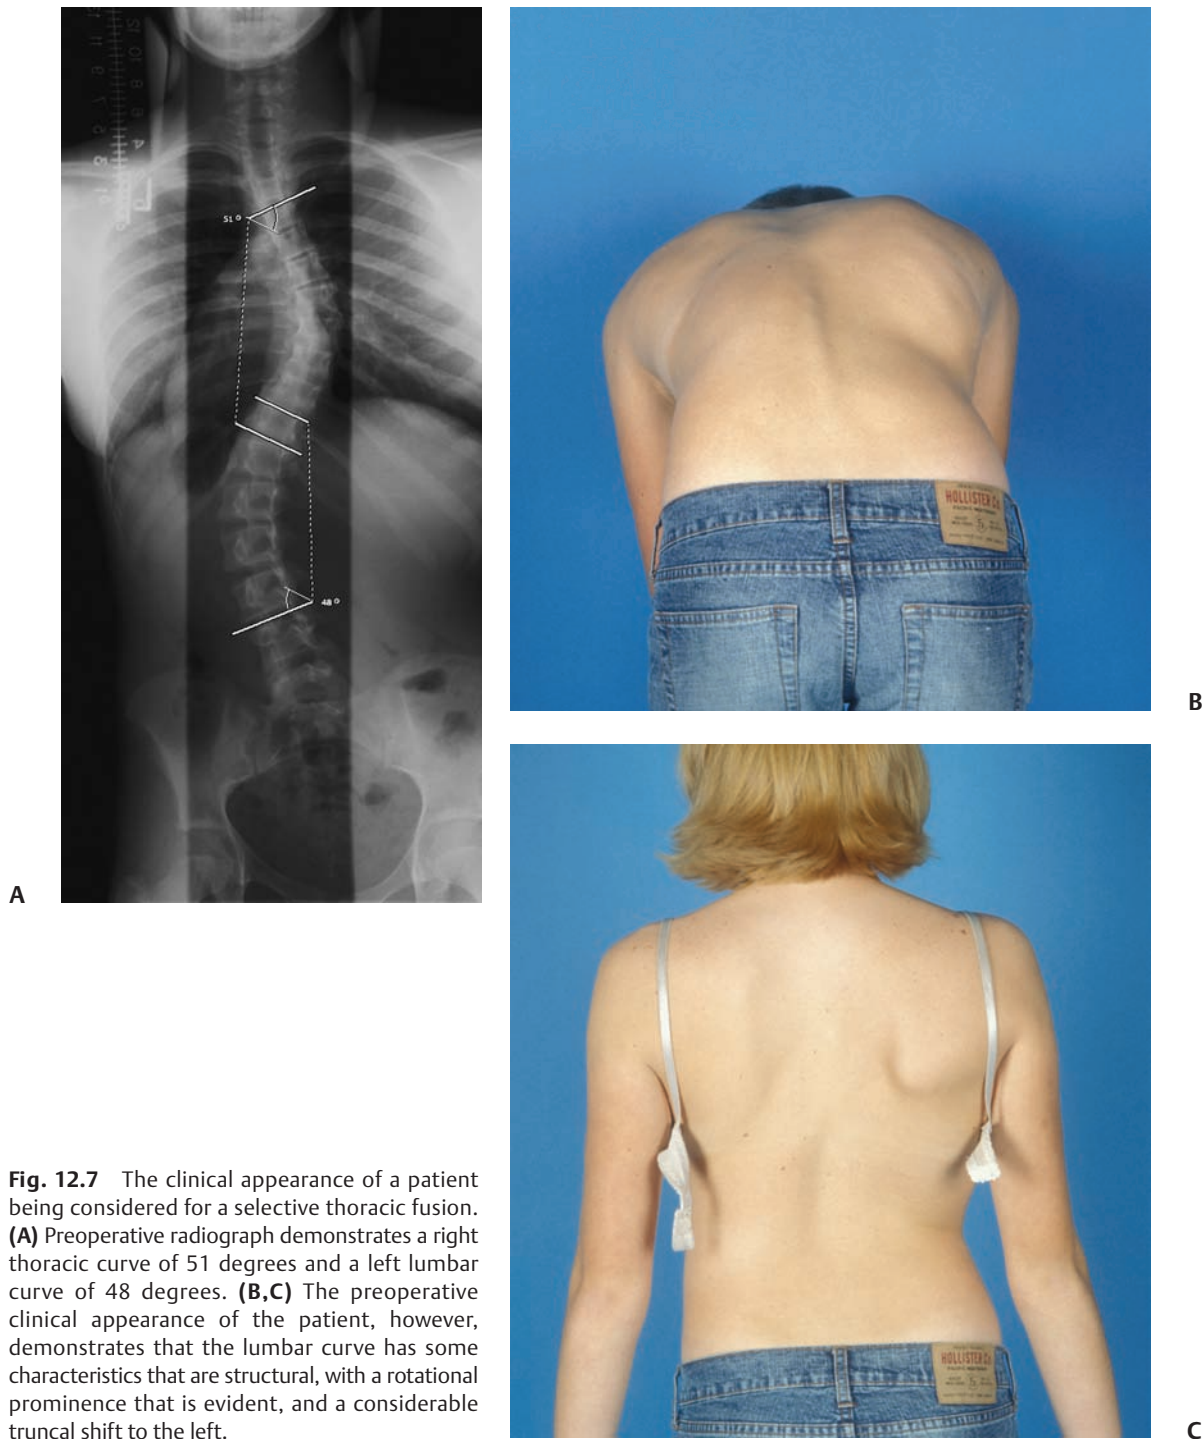 51°
48°
A
HOLLISTER Co
B
HOLLISTER Co
C
Fig. 12.7 The clinical appearance of a patient
being considered for a selective thoracic fusion.
(A) Preoperative radiograph demonstrates a right
thoracic curve of 51 degrees and a left lumbar
curve of 48 degrees. (B,C) The preoperative
clinical appearance of the patient, however,
demonstrates that the lumbar curve has some
characteristics that are structural, with a rotational
prominence that is evident, and a considerable
truncal shift to the left.